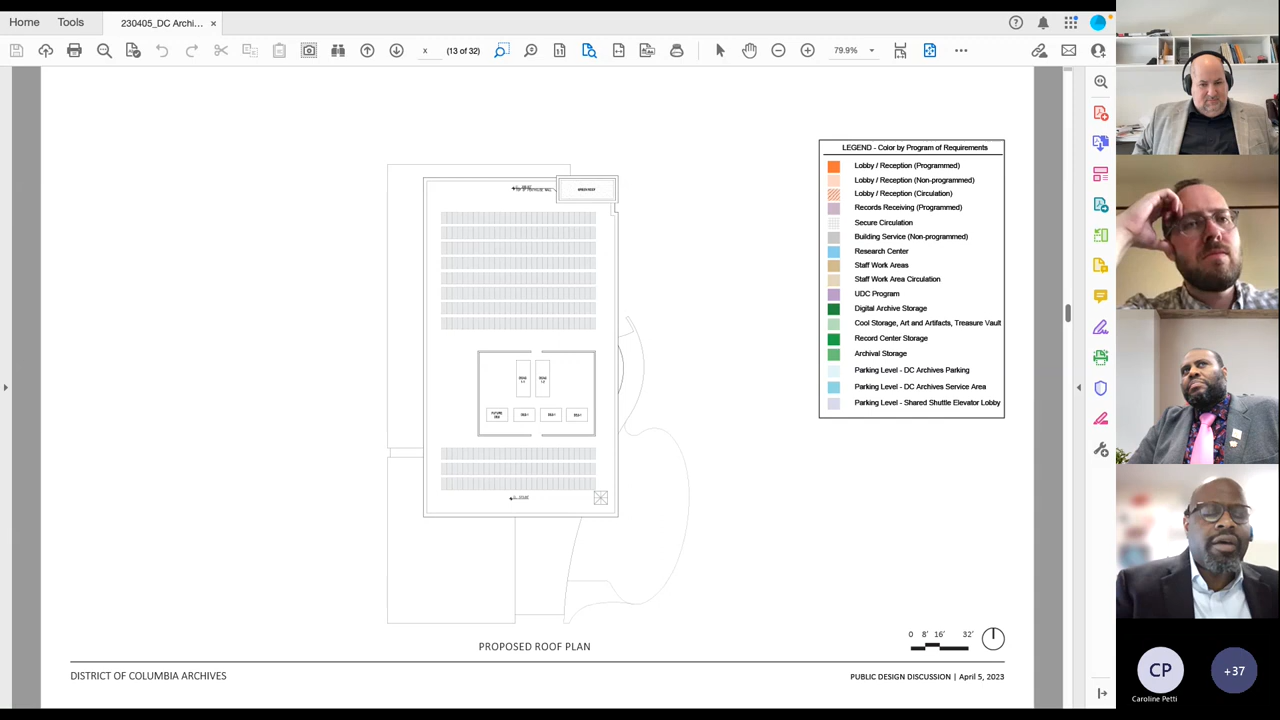 Home
Tools
230405_DC Archi...
x
(13 of 32)
79.9%
LEGEND - Color by Program of Requirements
Lobby / Reception (Programmed)
Lobby / Reception (Non-programmed)
Lobby / Reception (Circulation)
Records Receiving (Programmed)
Secure Circulation
Building Service (Non-programmed)
Research Center
Staff Work Areas
Staff Work Area Circulation
UDC Program
Digital Archive Storage
Cool Storage, Art and Artifacts, Treasure Vault
Record Center Storage
Archival Storage
Parking Level - DC Archives Parking
Parking Level - DC Archives Service Area
Parking Level - Shared Shuttle Elevator Lobby
0 8' 16' 32'
PROPOSED ROOF PLAN
DISTRICT OF COLUMBIA ARCHIVES
PUBLIC DESIGN DISCUSSION | April 5, 2023
CP
+37
Caroline Petti